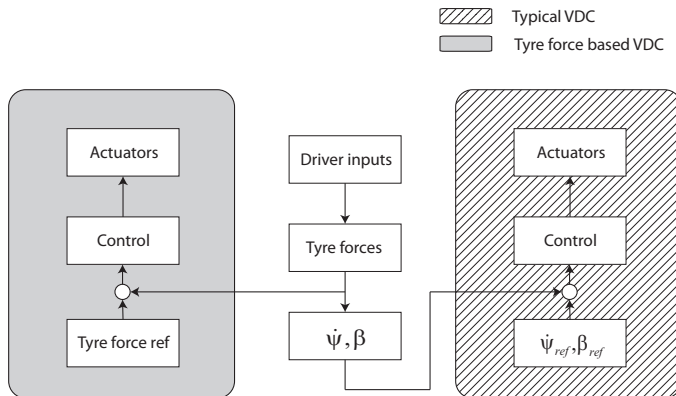 Typical VDC
Tyre force based VDC
Actuators
Control
Tyre force ref
Driver inputs
Tyre forces
ψ̇,β
Actuators
Control
ψ̇ref,βref